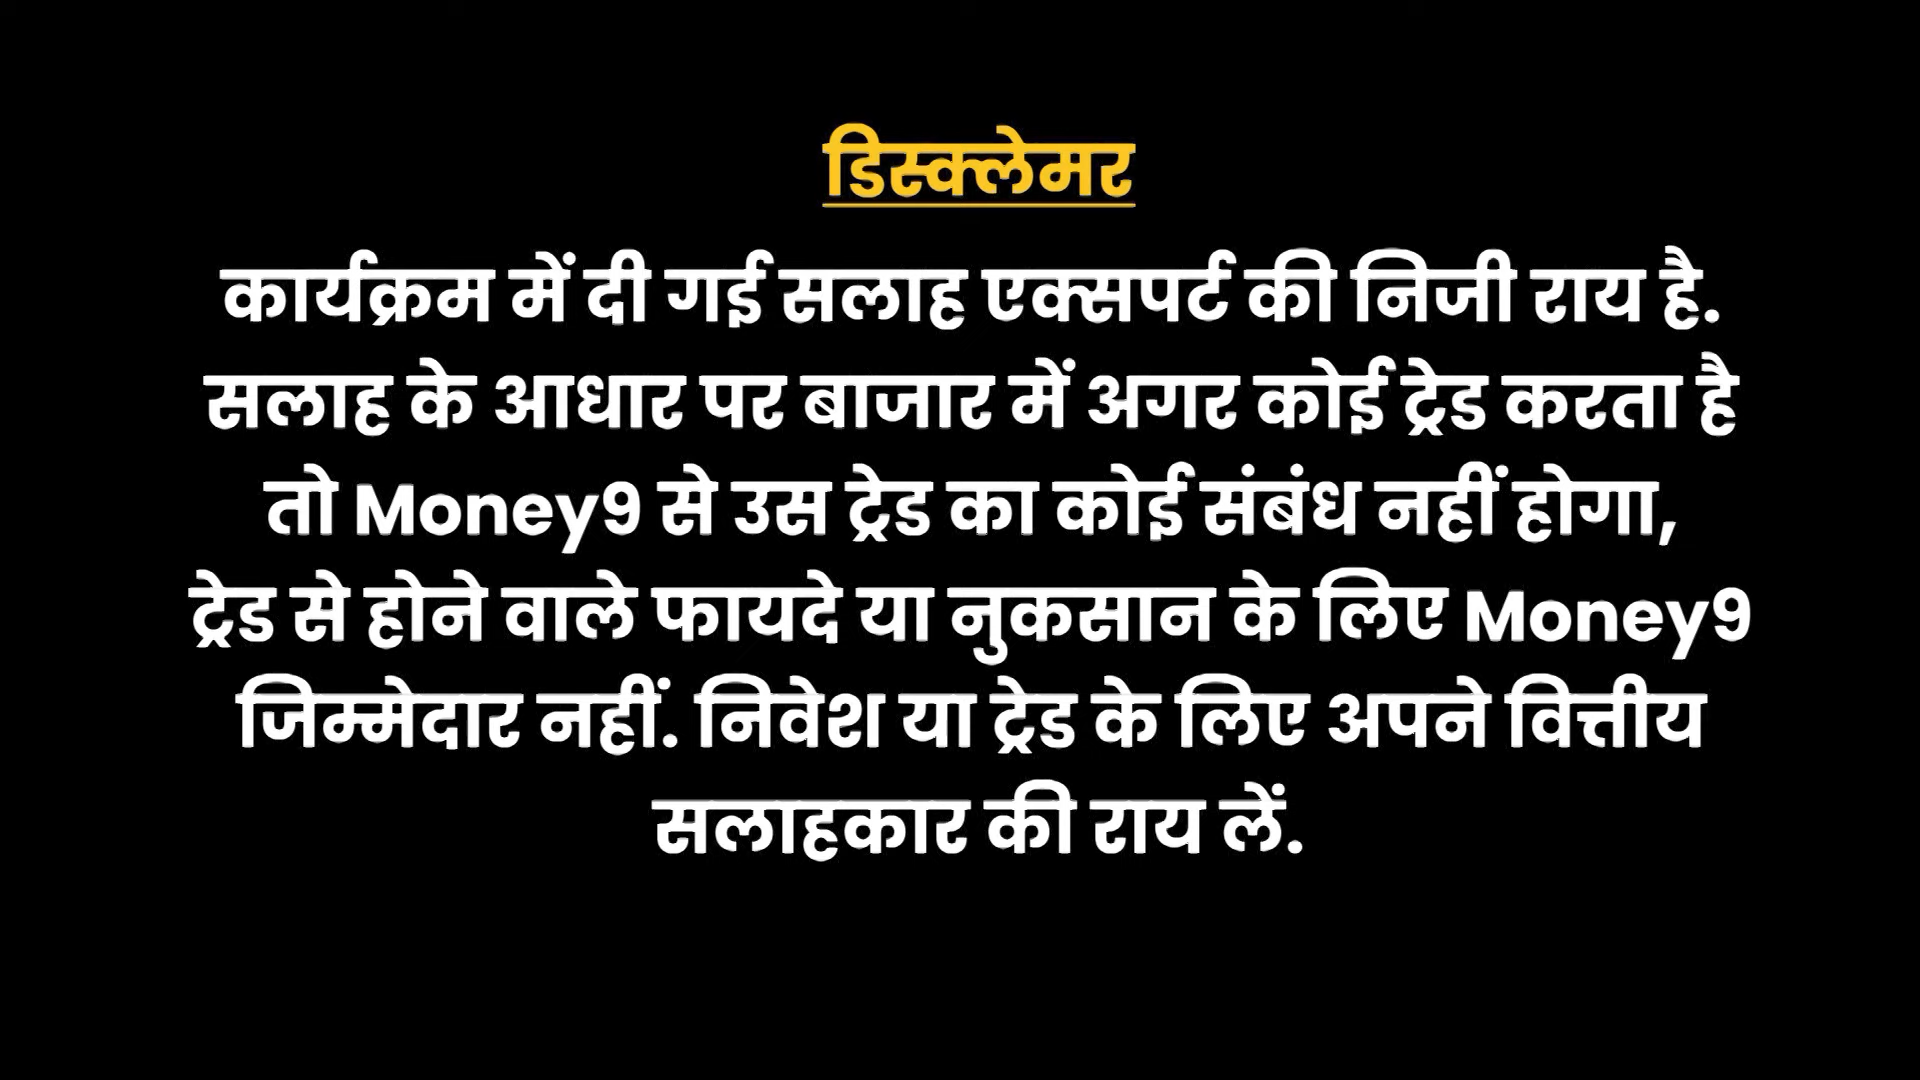 डिस्क्लेमर
कार्यक्रम में दी गई सलाह एक्सपर्ट की निजी राय है.
सलाह के आधार पर बाजार में अगर कोई ट्रेड करता है
तो Money9 से उस ट्रेड का कोई संबंध नहीं होगा,
ट्रेड से होने वाले फायदे या नुकसान के लिए Money9
जिम्मेदार नहीं. निवेश या ट्रेड के लिए अपने वित्तीय
सलाहकार की राय लें.